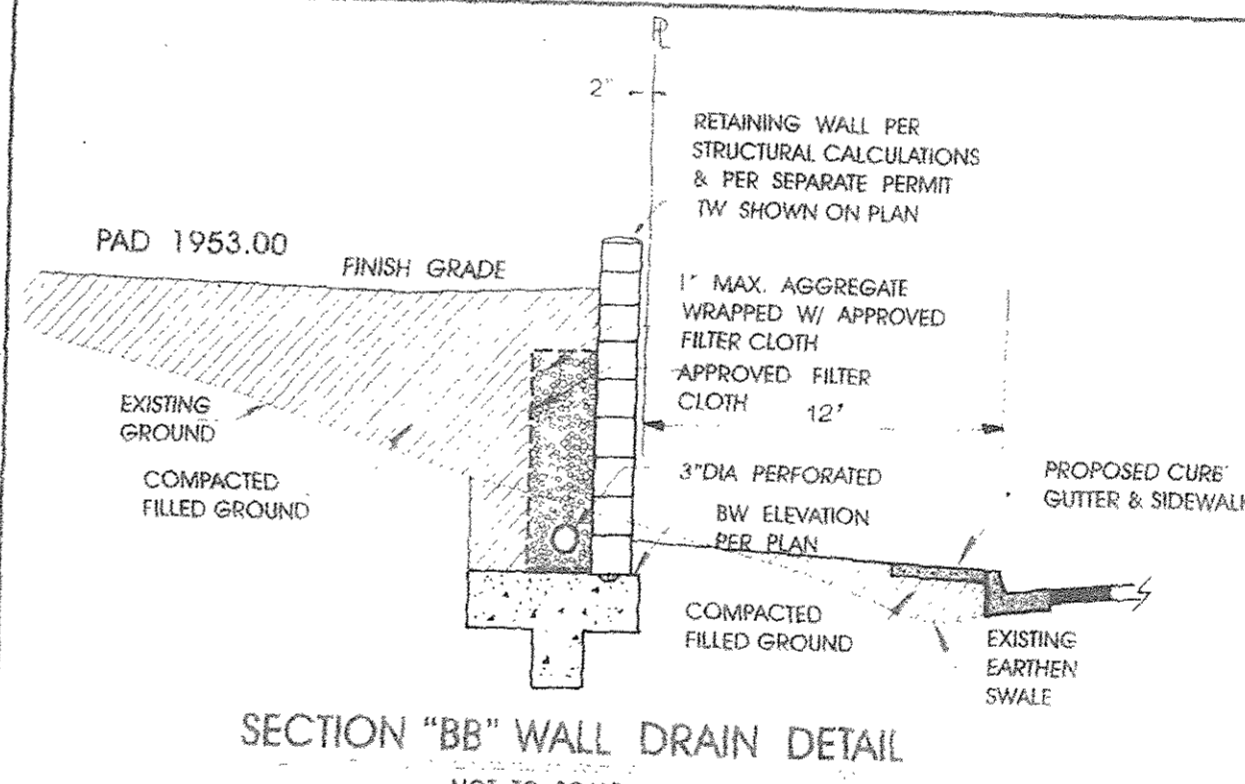 PL
2"
RETAINING WALL PER
STRUCTURAL CALCULATIONS
& PER SEPARATE PERMIT
TW SHOWN ON PLAN
PAD 1953.00
FINISH GRADE
1" MAX. AGGREGATE
WRAPPED W/ APPROVED
FILTER CLOTH
APPROVED FILTER
CLOTH
12'
EXISTING
GROUND
COMPACTED
FILLED GROUND
3"DIA PERFORATED
BW ELEVATION
PER PLAN
PROPOSED CURB
GUTTER & SIDEWALK
COMPACTED
FILLED GROUND
EXISTING
EARTHEN
SWALE
SECTION "BB" WALL DRAIN DETAIL
NOT TO SCALE